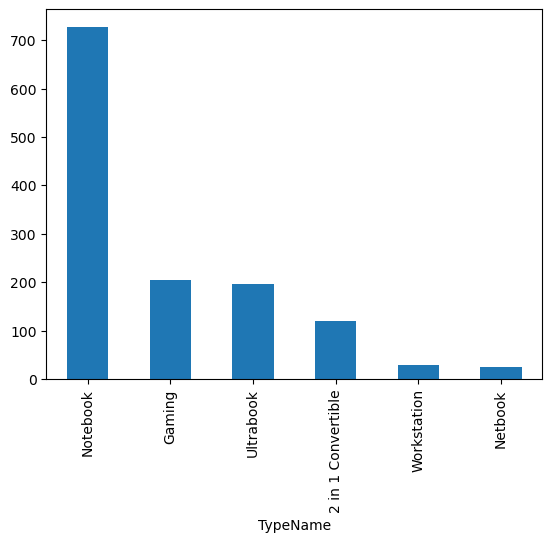 700
600
500
400
300
200
100
0
Notebook
Gaming
Ultrabook
2 in 1 Convertible
Workstation
Netbook
TypeName